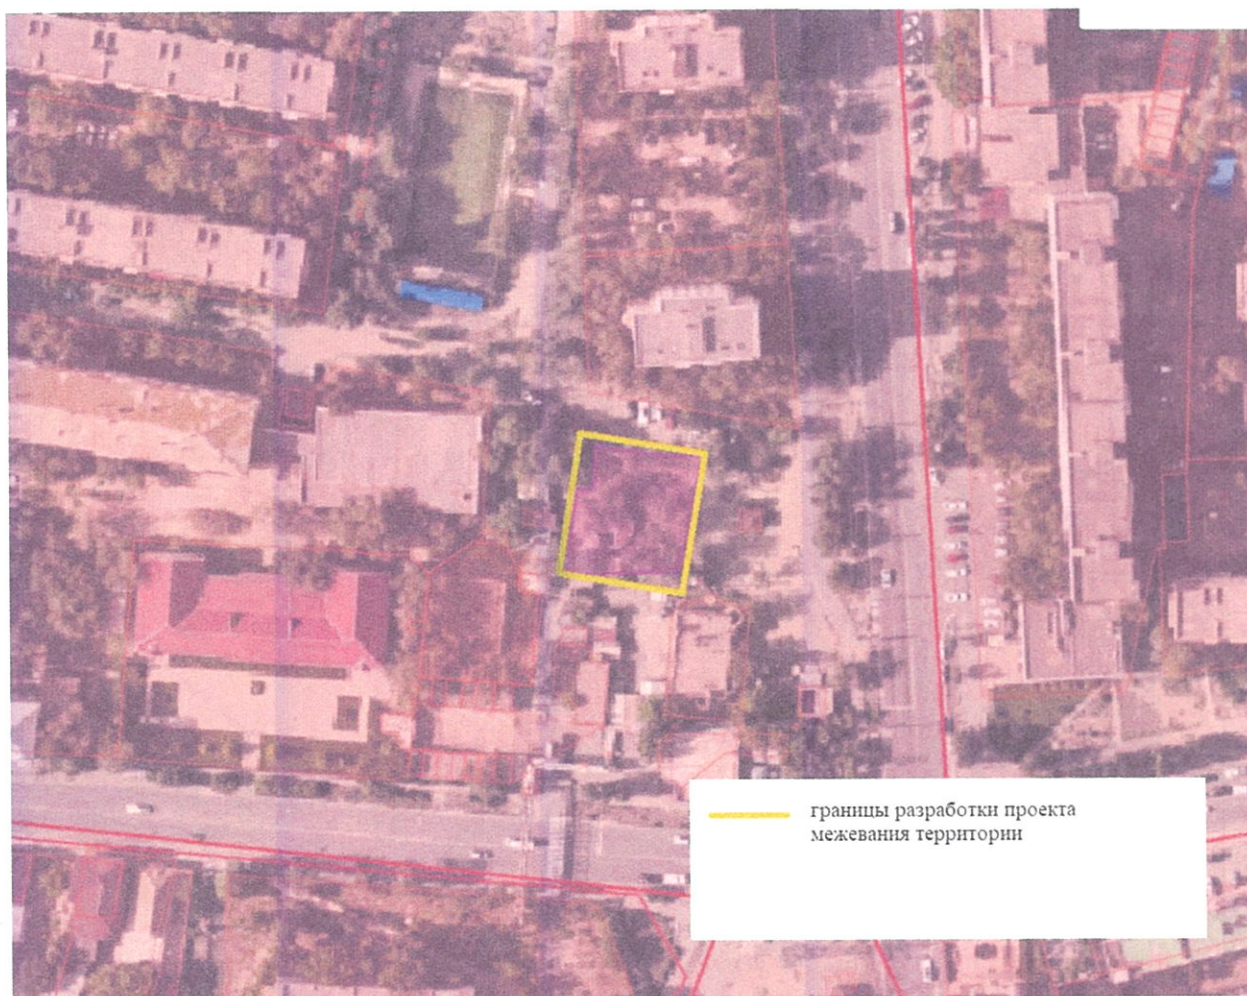 границы разработки проекта
межевания территории